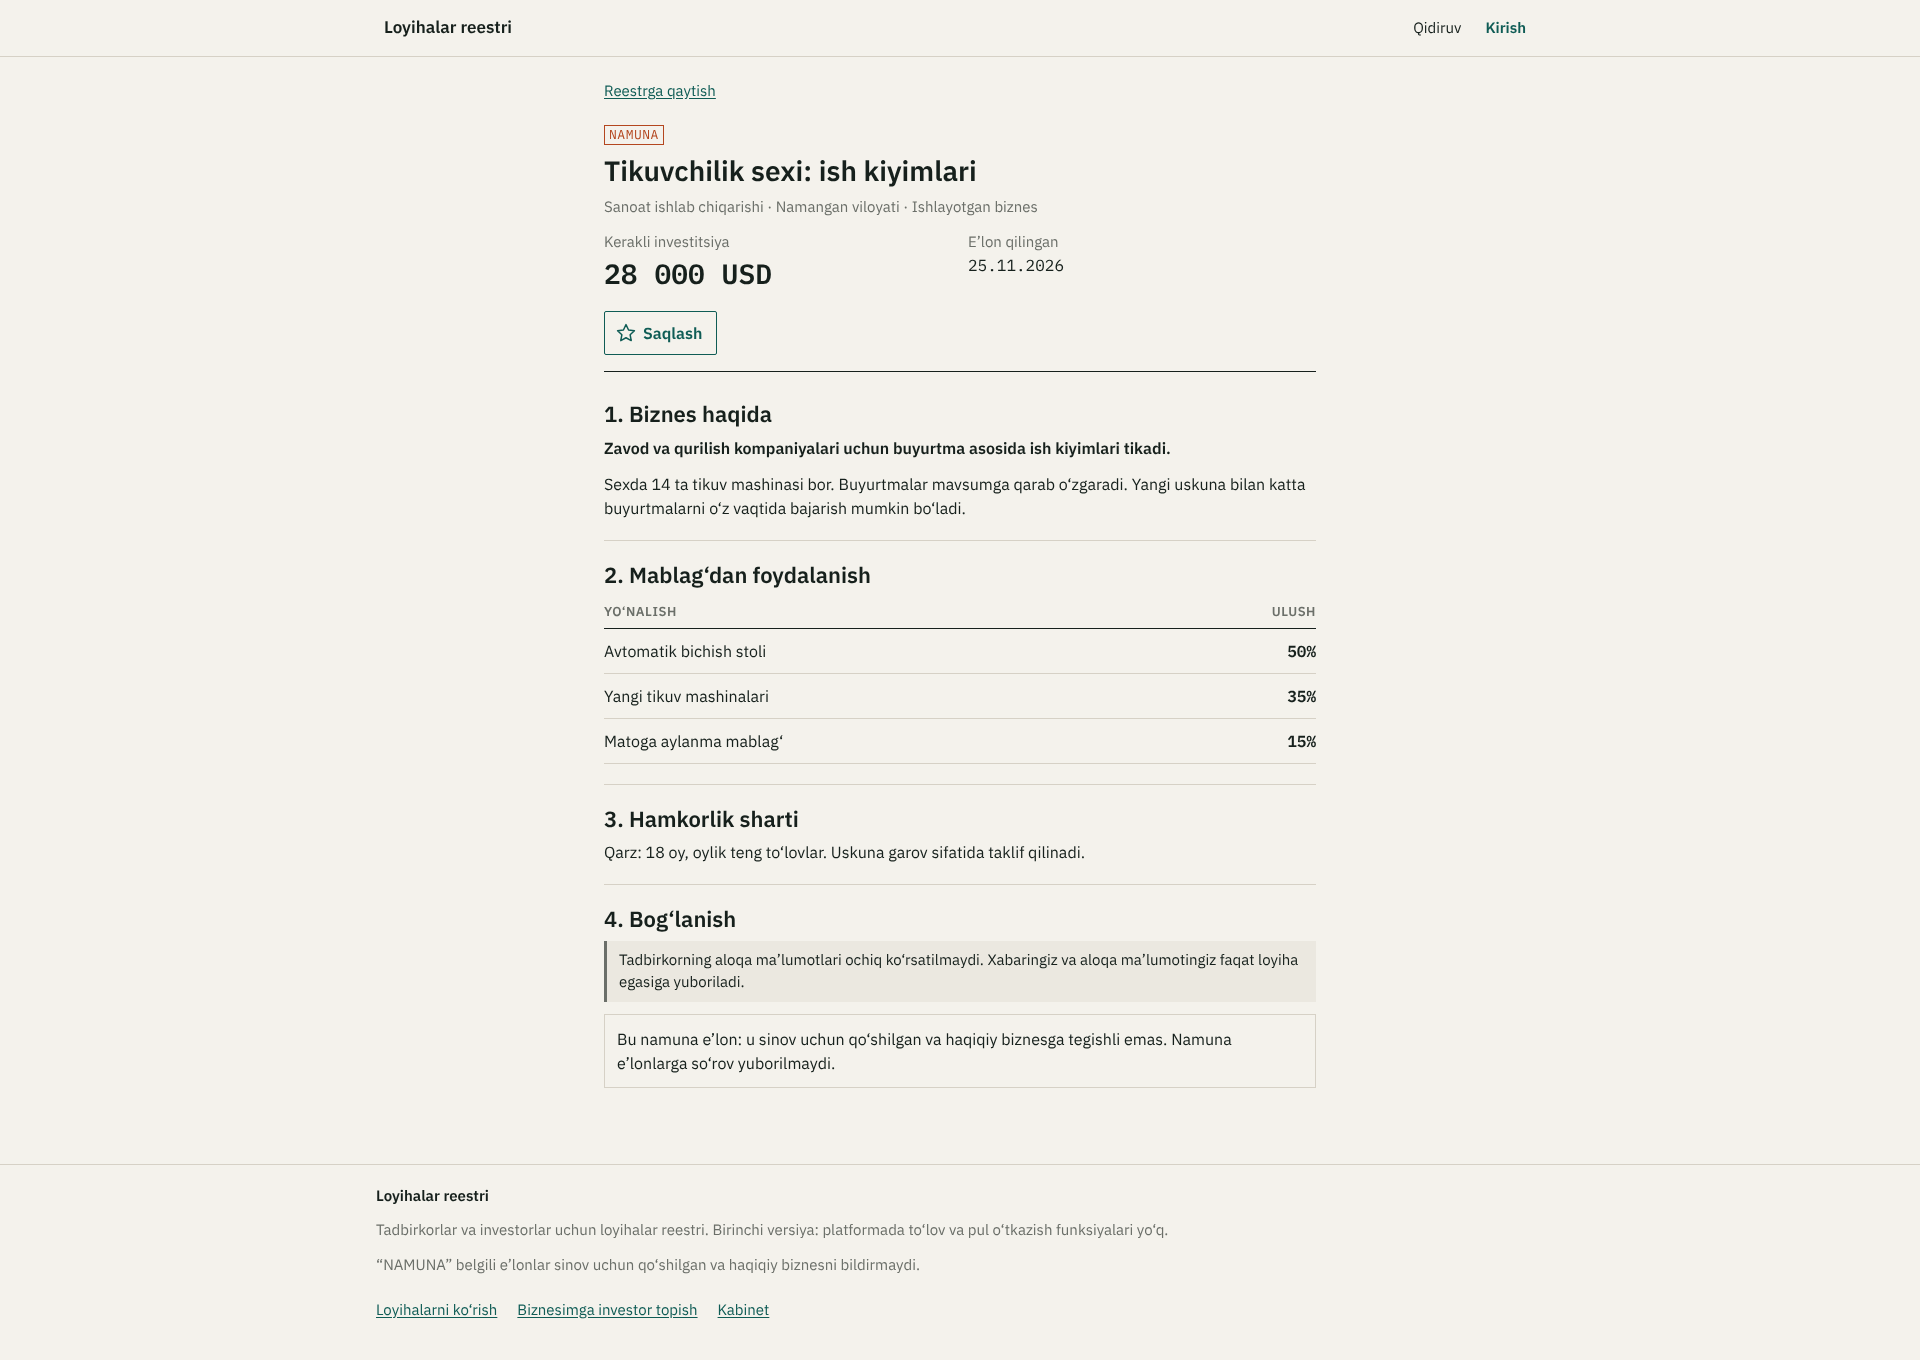 Loyihalar reestri
Qidiruv Kirish
Reestrga qaytish
NAMUNA
Tikuvchilik sexi: ish kiyimlari
Sanoat ishlab chiqarishi · Namangan viloyati · Ishlayotgan biznes
Kerakli investitsiya
28 000 USD
E’lon qilingan
25.11.2026
Saqlash
1. Biznes haqida
Zavod va qurilish kompaniyalari uchun buyurtma asosida ish kiyimlari tikadi.
Sexda 14 ta tikuv mashinasi bor. Buyurtmalar mavsumga qarab o‘zgaradi. Yangi uskuna bilan katta
buyurtmalarni o‘z vaqtida bajarish mumkin bo‘ladi.
2. Mablag‘dan foydalanish
YO‘NALISH ULUSH
Avtomatik bichish stoli 50%
Yangi tikuv mashinalari 35%
Matoga aylanma mablag‘ 15%
3. Hamkorlik sharti
Qarz: 18 oy, oylik teng to‘lovlar. Uskuna garov sifatida taklif qilinadi.
4. Bog‘lanish
Tadbirkorning aloqa ma’lumotlari ochiq ko‘rsatilmaydi. Xabaringiz va aloqa ma’lumotingiz faqat loyiha
egasiga yuboriladi.
Bu namuna e’lon: u sinov uchun qo‘shilgan va haqiqiy biznesga tegishli emas. Namuna
e’lonlarga so‘rov yuborilmaydi.
Loyihalar reestri
Tadbirkorlar va investorlar uchun loyihalar reestri. Birinchi versiya: platformada to‘lov va pul o‘tkazish funksiyalari yo‘q.
“NAMUNA” belgili e’lonlar sinov uchun qo‘shilgan va haqiqiy biznesni bildirmaydi.
Loyihalarni ko‘rish Biznesimga investor topish Kabinet